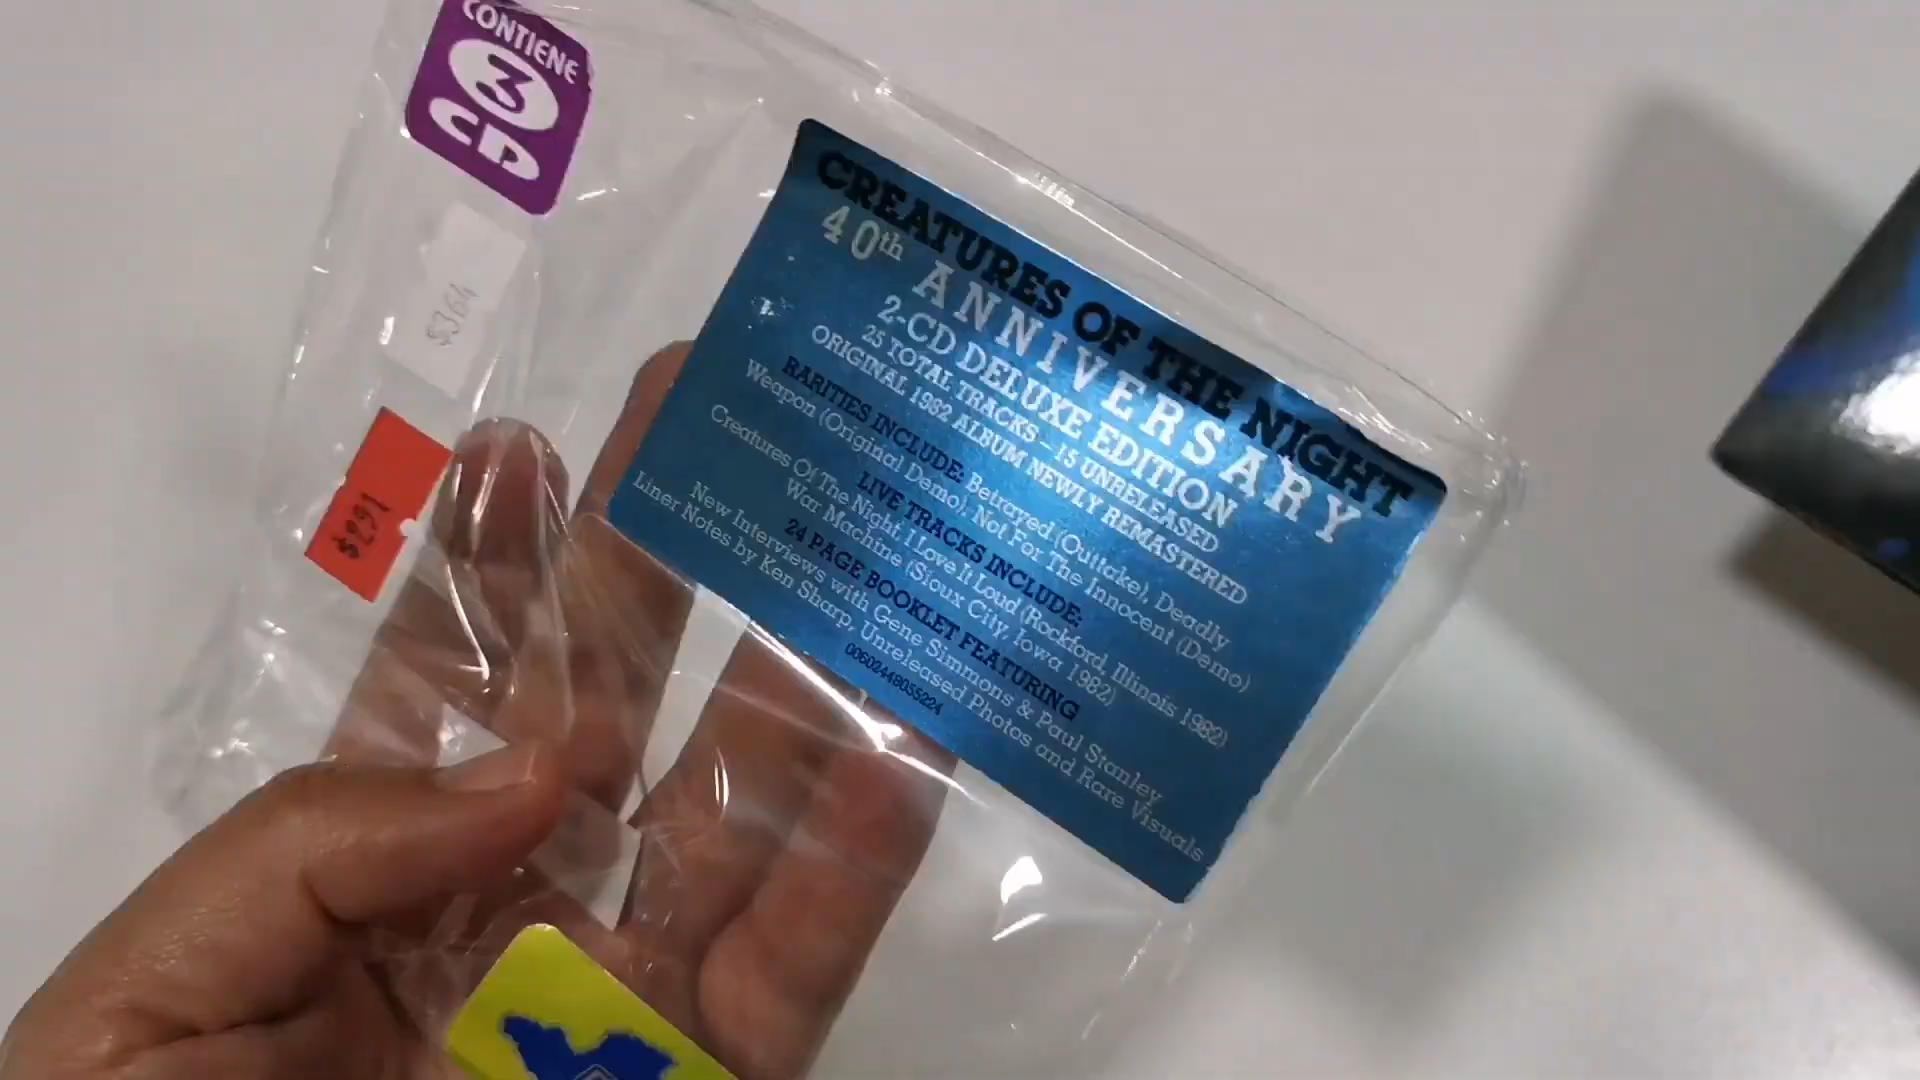 CONTIENE
3
CD
$364
$291
CREATURES OF THE NIGHT
40th ANNIVERSARY
2-CD DELUXE EDITION
25 TOTAL TRACKS - 15 UNRELEASED
ORIGINAL 1982 ALBUM NEWLY REMASTERED
RARITIES INCLUDE: Betrayed (Outtake), Deadly
Weapon (Original Demo), Not For The Innocent (Demo)
LIVE TRACKS INCLUDE:
Creatures Of The Night, I Love It Loud (Rockford, Illinois 1982)
War Machine (Sioux City, Iowa 1982)
24 PAGE BOOKLET FEATURING
New Interviews with Gene Simmons & Paul Stanley
Liner Notes by Ken Sharp, Unreleased Photos and Rare Visuals
00602448055224